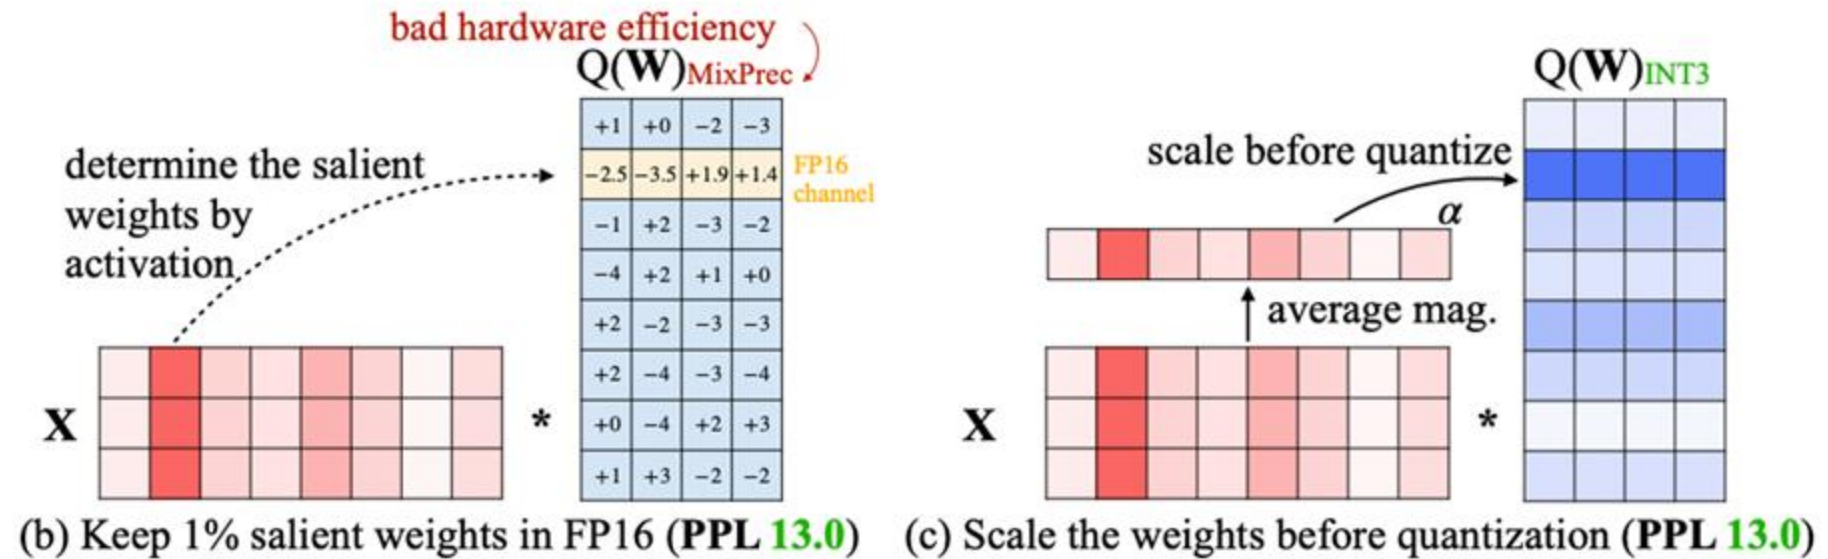 bad hardware efficiency
Q(W)MixPrec
determine the salient
weights by
activation
+1 +0 −2 −3
−2.5 −3.5 +1.9 +1.4
FP16
channel
−1 +2 −3 −2
−4 +2 +1 +0
+2 −2 −3 −3
+2 −4 −3 −4
+0 −4 +2 +3
+1 +3 −2 −2
X
*
(b) Keep 1% salient weights in FP16 (PPL 13.0)
Q(W)INT3
scale before quantize
α
average mag.
X
*
(c) Scale the weights before quantization (PPL 13.0)